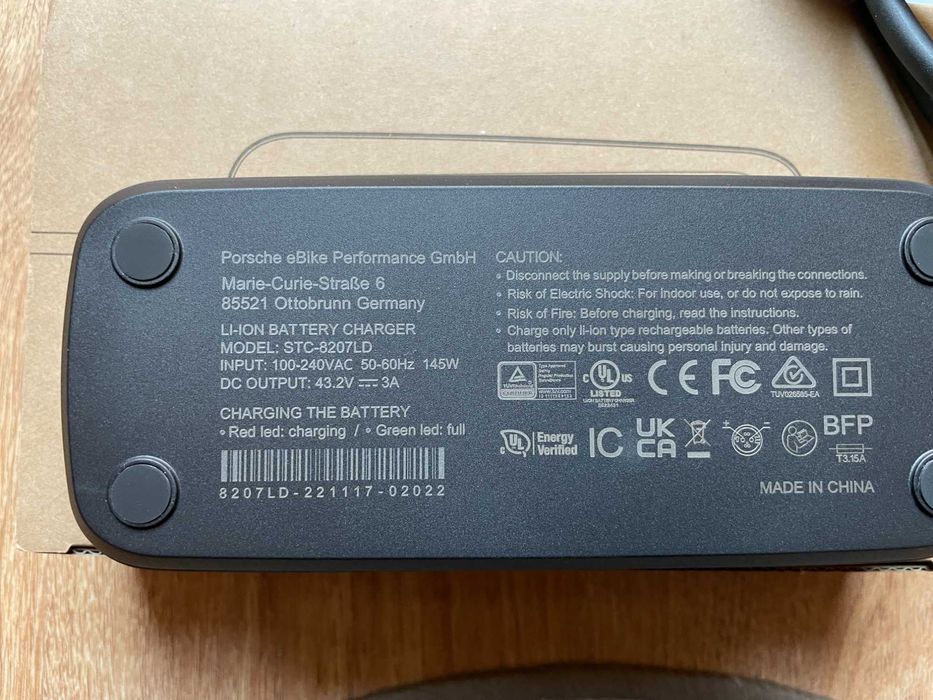 Porsche eBike Performance GmbH
Marie-Curie-Straße 6
85521 Ottobrunn Germany
LI-ION BATTERY CHARGER
MODEL: STC-8207LD
INPUT: 100-240VAC 50-60Hz 145W
DC OUTPUT: 43.2V ⎓ 3A
CHARGING THE BATTERY
• Red led: charging / • Green led: full
8207LD-221117-02022
CAUTION:
• Disconnect the supply before making or breaking the connections.
• Risk of Electric Shock: For indoor use, or do not expose to rain.
• Risk of Fire: Before charging, read the instructions.
• Charge only li-ion type rechargeable batteries. Other types of
batteries may burst causing personal injury and damage.
c UL US
LISTED
CE FC
TUV026585-EA
UL Energy
Verified
IC
UK
CA
BFP
T3.15A
MADE IN CHINA